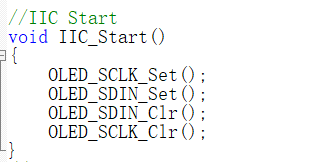 //IIC Start
void IIC_Start()
{
    OLED_SCLK_Set();
    OLED_SDIN_Set();
    OLED_SDIN_Clr();
    OLED_SCLK_Clr();
}